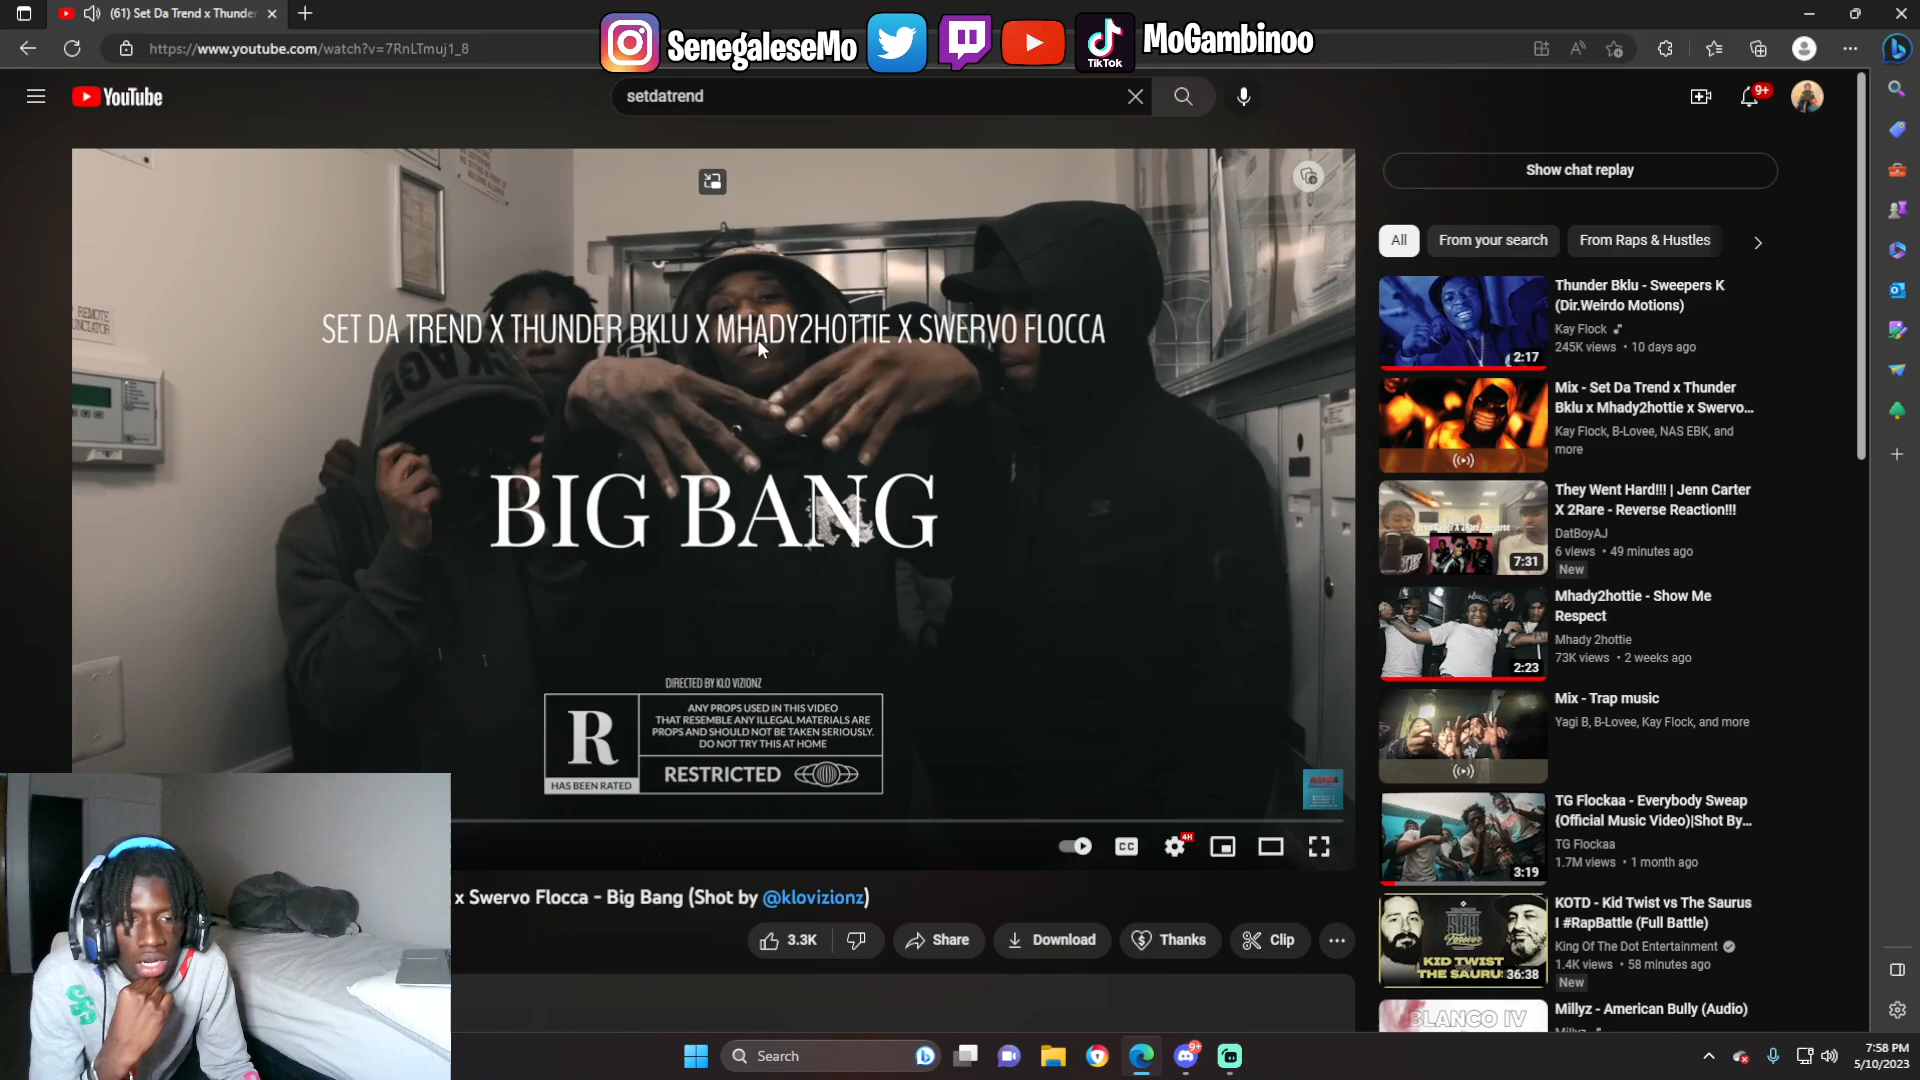 (61) Set Da Trend x Thunder
https://www.youtube.com/watch?v=7RnLTmuj1_8
SenegaleseMo
TikTok
MoGambinoo
YouTube
setdatrend
9+
Show chat replay
All
From your search
From Raps & Hustles
SET DA TREND X THUNDER BKLU X MHADY2HOTTIE X SWERVO FLOCCA
BIG BANG
DIRECTED BY KLO VIZIONZ
R
HAS BEEN RATED
ANY PROPS USED IN THIS VIDEO
THAT RESEMBLE ANY ILLEGAL MATERIALS ARE
PROPS AND SHOULD NOT BE TAKEN SERIOUSLY.
DO NOT TRY THIS AT HOME
RESTRICTED
CC
x Swervo Flocca - Big Bang (Shot by @klovizionz)
3.3K
Share
Download
Thanks
Clip
Thunder Bklu - Sweepers K
(Dir.Weirdo Motions)
Kay Flock
245K views • 10 days ago
2:17
Mix - Set Da Trend x Thunder
Bklu x Mhady2hottie x Swervo...
Kay Flock, B-Lovee, NAS EBK, and
more
They Went Hard!!! | Jenn Carter
X 2Rare - Reverse Reaction!!!
DatBoyAJ
6 views • 49 minutes ago
New
7:31
Mhady2hottie - Show Me
Respect
Mhady 2hottie
73K views • 2 weeks ago
2:23
Mix - Trap music
Yagi B, B-Lovee, Kay Flock, and more
TG Flockaa - Everybody Sweap
{Official Music Video)|Shot By...
TG Flockaa
1.7M views • 1 month ago
3:19
KOTD - Kid Twist vs The Saurus
I #RapBattle (Full Battle)
King Of The Dot Entertainment
1.4K views • 58 minutes ago
New
KID TWIST
THE SAURUS
36:38
Millyz - American Bully (Audio)
BLANCO IV
Search
9+
7:58 PM
5/10/2023